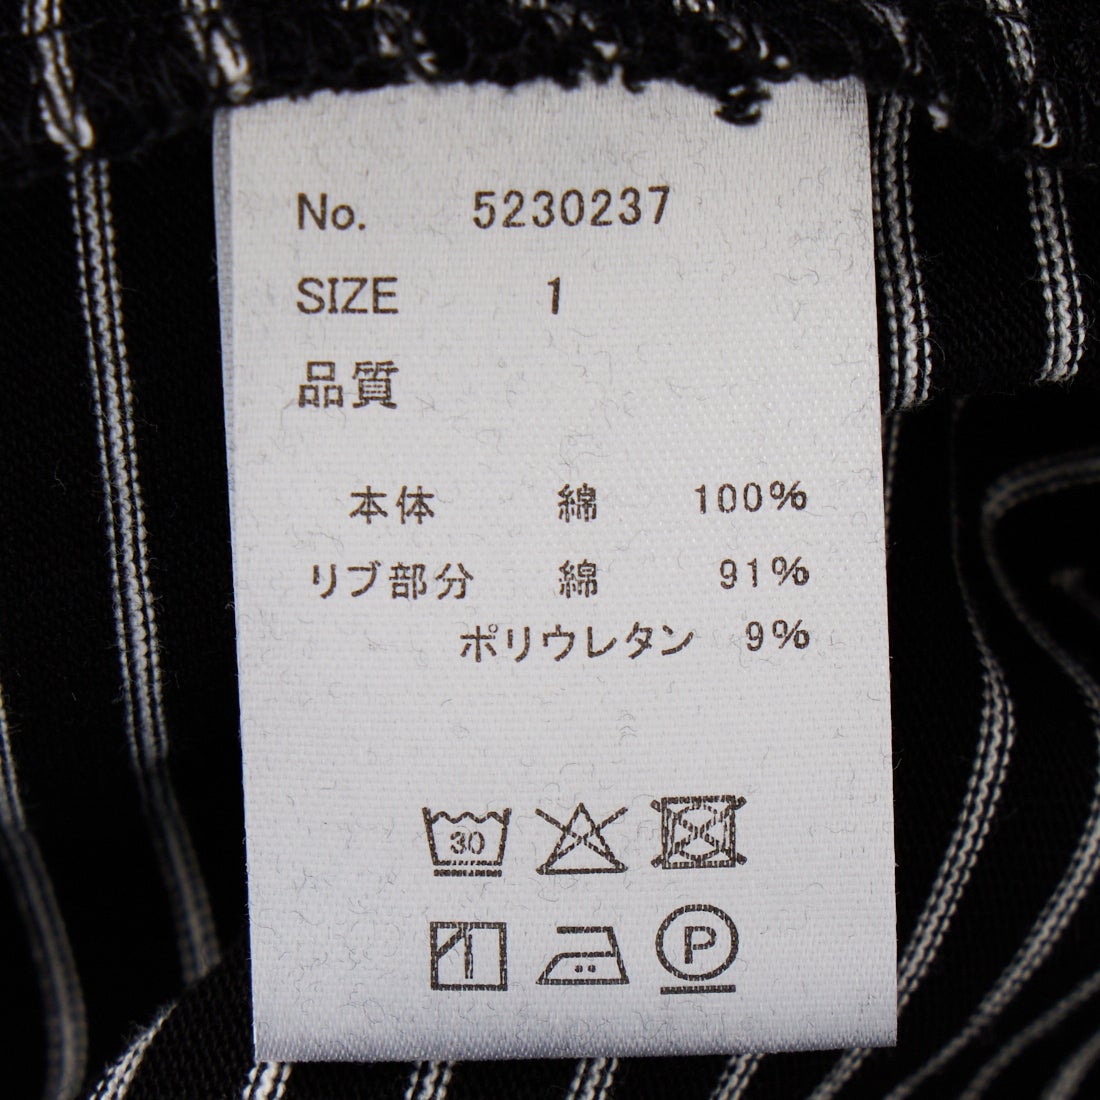 No. 5230237
SIZE 1
品質
本体 綿 100%
リブ部分 綿 91%
ポリウレタン 9%
30
P